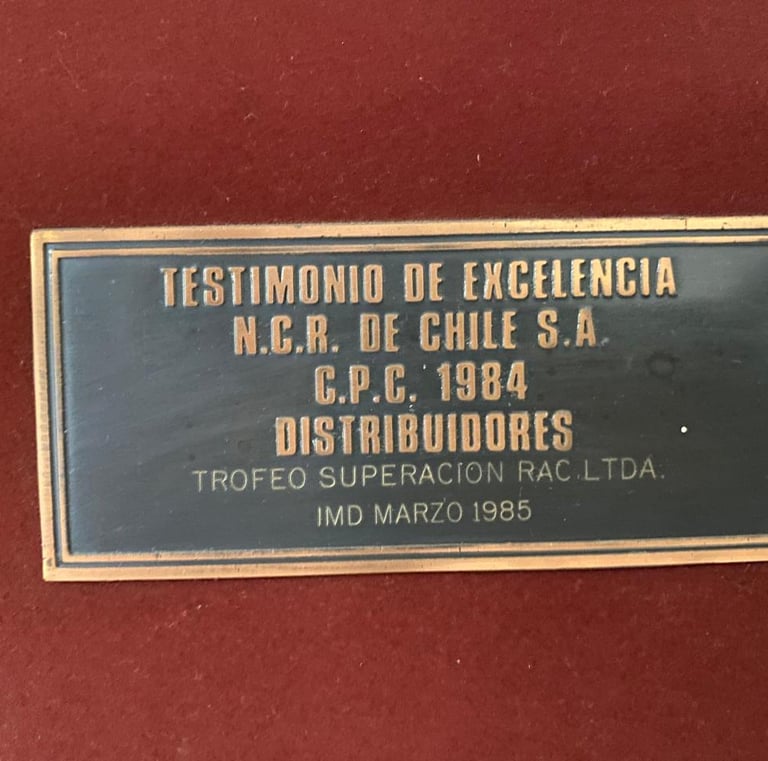 TESTIMONIO DE EXCELENCIA
N.C.R. DE CHILE S.A.
C.P.C. 1984
DISTRIBUIDORES
TROFEO SUPERACION RAC.LTDA.
IMD MARZO 1985